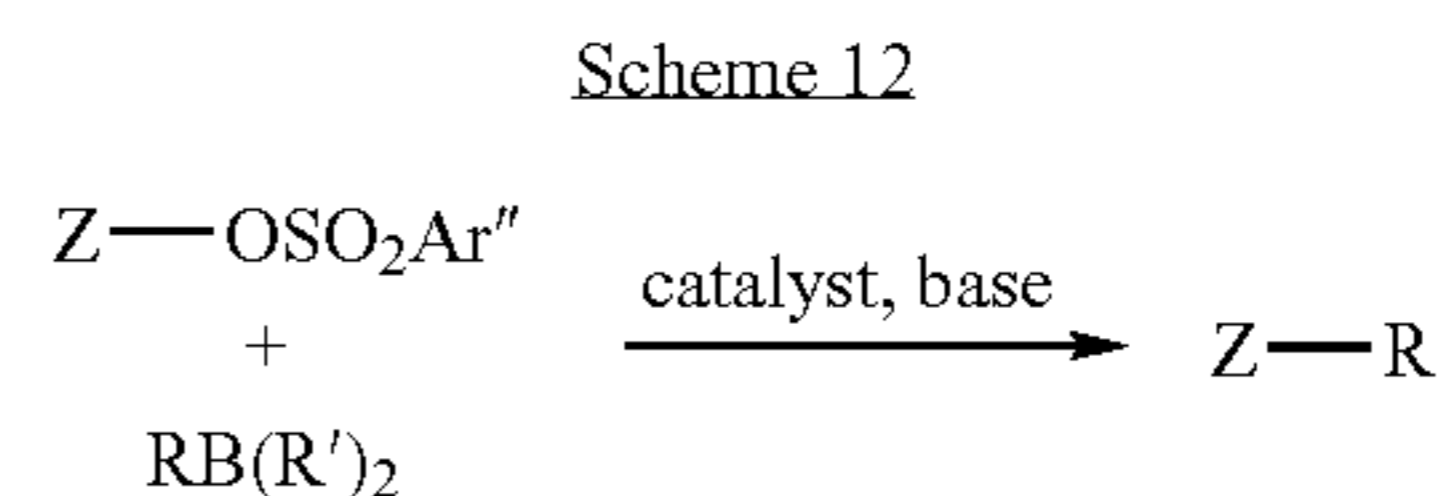 Scheme 12
Z—OSO₂Ar″
+
RB(R′)₂
catalyst, base
Z—R